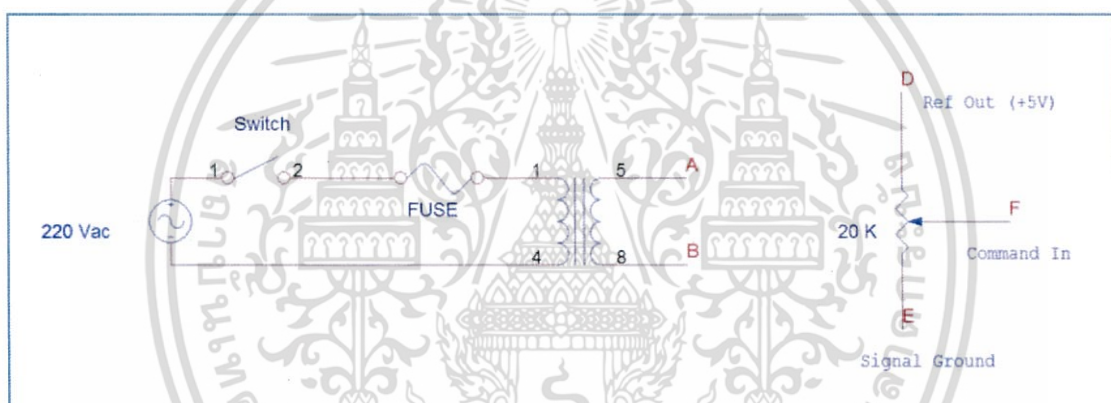 D
Ref Out (+5V)
Switch
1 2 1 5 A
FUSE
220 Vac
20 K
F
Command In
4 8 B
E
Signal Ground